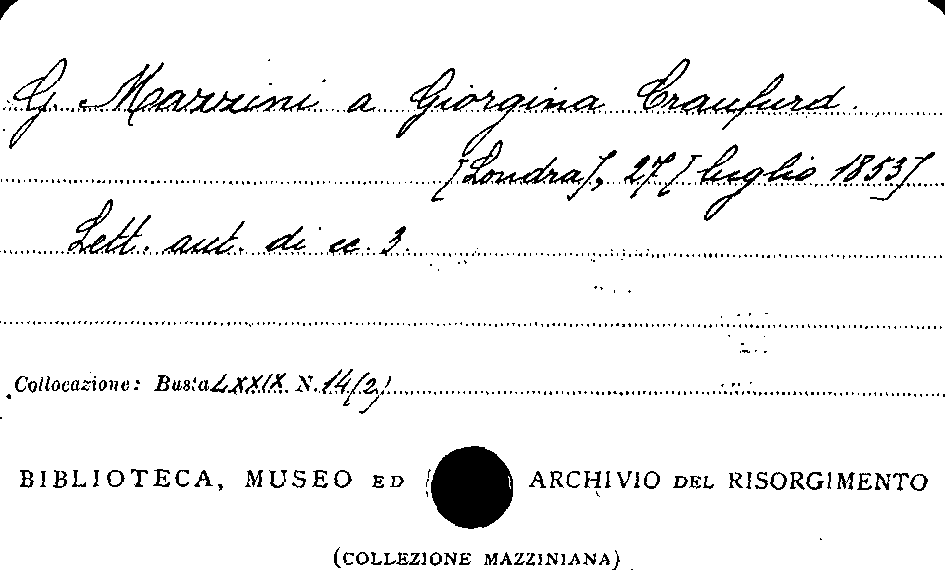 G. Mazzini a Giorgina Craufurd.
[Londra], 27 [luglio 1853]
Lett. aut. di cc. 3.
Collocazione: Busta LXXIX N. 14(2)
BIBLIOTECA, MUSEO ED ARCHIVIO DEL RISORGIMENTO
(COLLEZIONE MAZZINIANA)